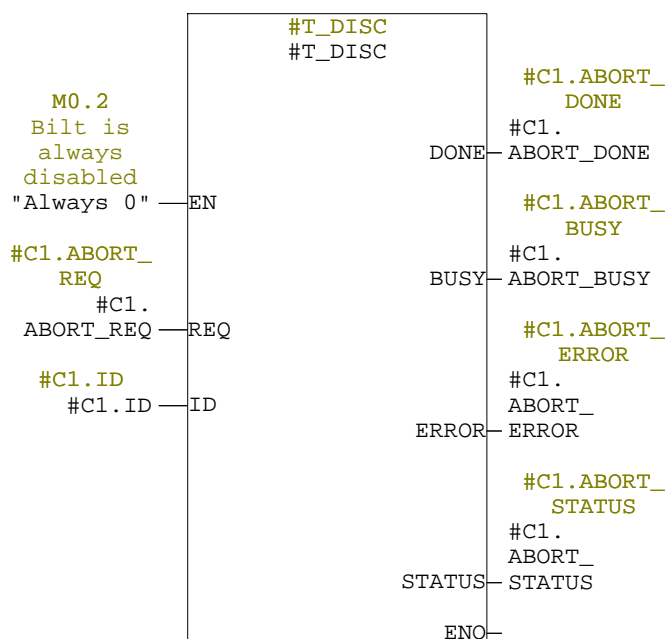 #T_DISC
#T_DISC
M0.2
Bilt is
always
disabled
"Always 0"
EN
#C1.ABORT_
REQ
#C1.
ABORT_REQ
REQ
#C1.ID
#C1.ID
ID
#C1.ABORT_
DONE
#C1.
DONE
ABORT_DONE
#C1.ABORT_
BUSY
#C1.
BUSY
ABORT_BUSY
#C1.ABORT_
ERROR
#C1.
ABORT_
ERROR
ERROR
#C1.ABORT_
STATUS
#C1.
ABORT_
STATUS
STATUS
ENO